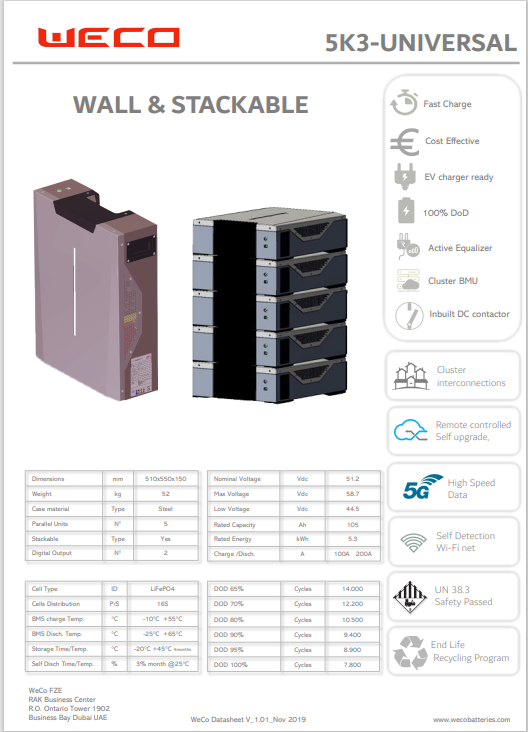 WECO
5K3-UNIVERSAL
WALL & STACKABLE
Fast Charge
Cost Effective
EV charger ready
100% DoD
Active Equalizer
Cluster BMU
Inbuilt DC contactor
Cluster
interconnections
Remote controlled
Self upgrade,
5G
High Speed
Data
Self Detection
Wi-Fi net
UN 38.3
Safety Passed
End Life
Recycling Program
Dimensions mm 510x550x150
Weight kg 52
Case material Type Steel
Parallel Units N° 5
Stackable Type Yes
Digital Output N° 2
Nominal Voltage Vdc 51.2
Max Voltage Vdc 58.7
Low Voltage Vdc 44.5
Rated Capacity Ah 105
Rated Energy kWh 5.3
Charge /Disch. A 100A 200A
Cell Type ID LiFePO4
Cells Distribution P/S 16S
BMS charge Temp. °C -10°C +55°C
BMS Disch. Temp. °C -25°C +65°C
Storage Time/Temp. °C -20°C +45°C 4months
Self Disch Time/Temp. % 3% month @25°C
DOD 65% Cycles 14.000
DOD 70% Cycles 12.200
DOD 80% Cycles 10.500
DOD 90% Cycles 9.400
DOD 95% Cycles 8.900
DOD 100% Cycles 7.800
WeCo FZE
RAK Business Center
R.O. Ontario Tower 1902
Business Bay Dubai UAE
WeCo Datasheet V_1.01_Nov 2019
www.wecobatteries.com